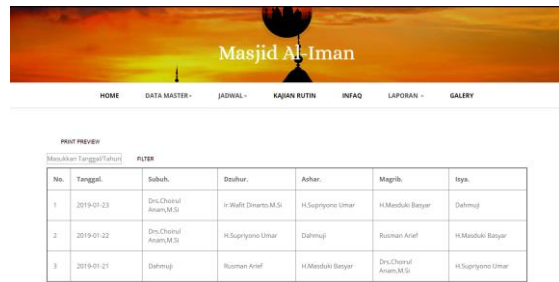 Masjid Al-Iman
HOME DATA MASTER JADWAL KAJIAN RUTIN INFAQ LAPORAN GALERY
PRINT PREVIEW
Masukkan Tanggal/Tahun FILTER
No. Tanggal. Subuh. Dzuhur. Ashar. Magrib. Isya.
1 2019-01-23 Drs.Choirul Anam,M.Si Ir.Wafit Dinarto M.Si H.Supriyono Umar H.Masduki Basyar Dahmuji
2 2019-01-22 Drs.Choirul Anam,M.Si H.Supriyono Umar Dahmuji Rusman Arief H.Masduki Basyar
3 2019-01-21 Dahmuji Rusman Arief H.Masduki Basyar Drs.Choirul Anam,M.Si H.Supriyono Umar